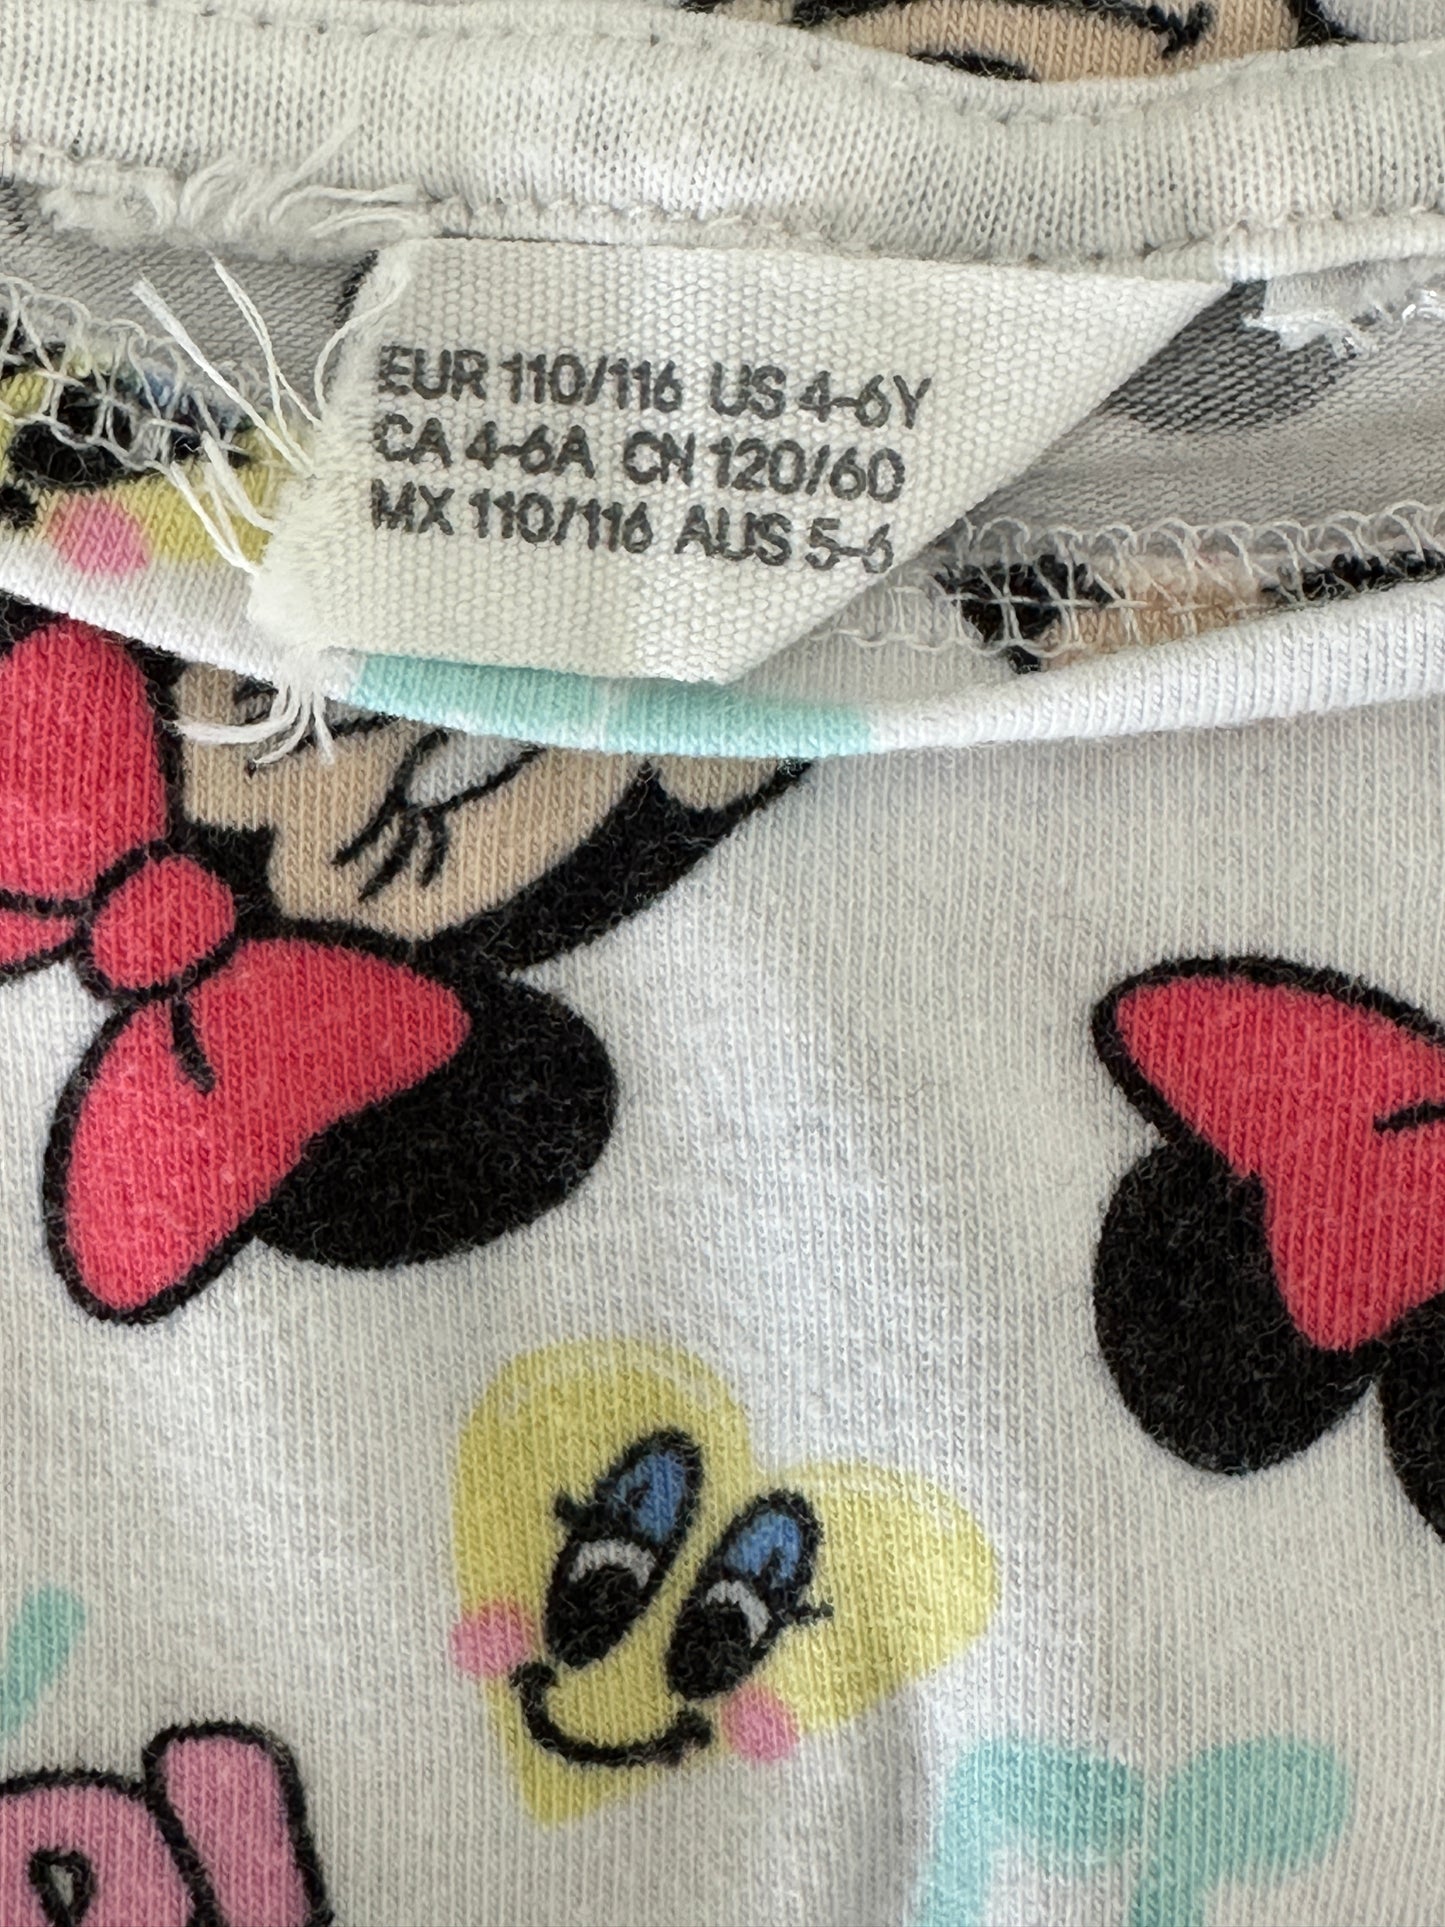 EUR 110/116 US 4-6Y
CA 4-6A CN 120/60
MX 110/116 AUS 5-6